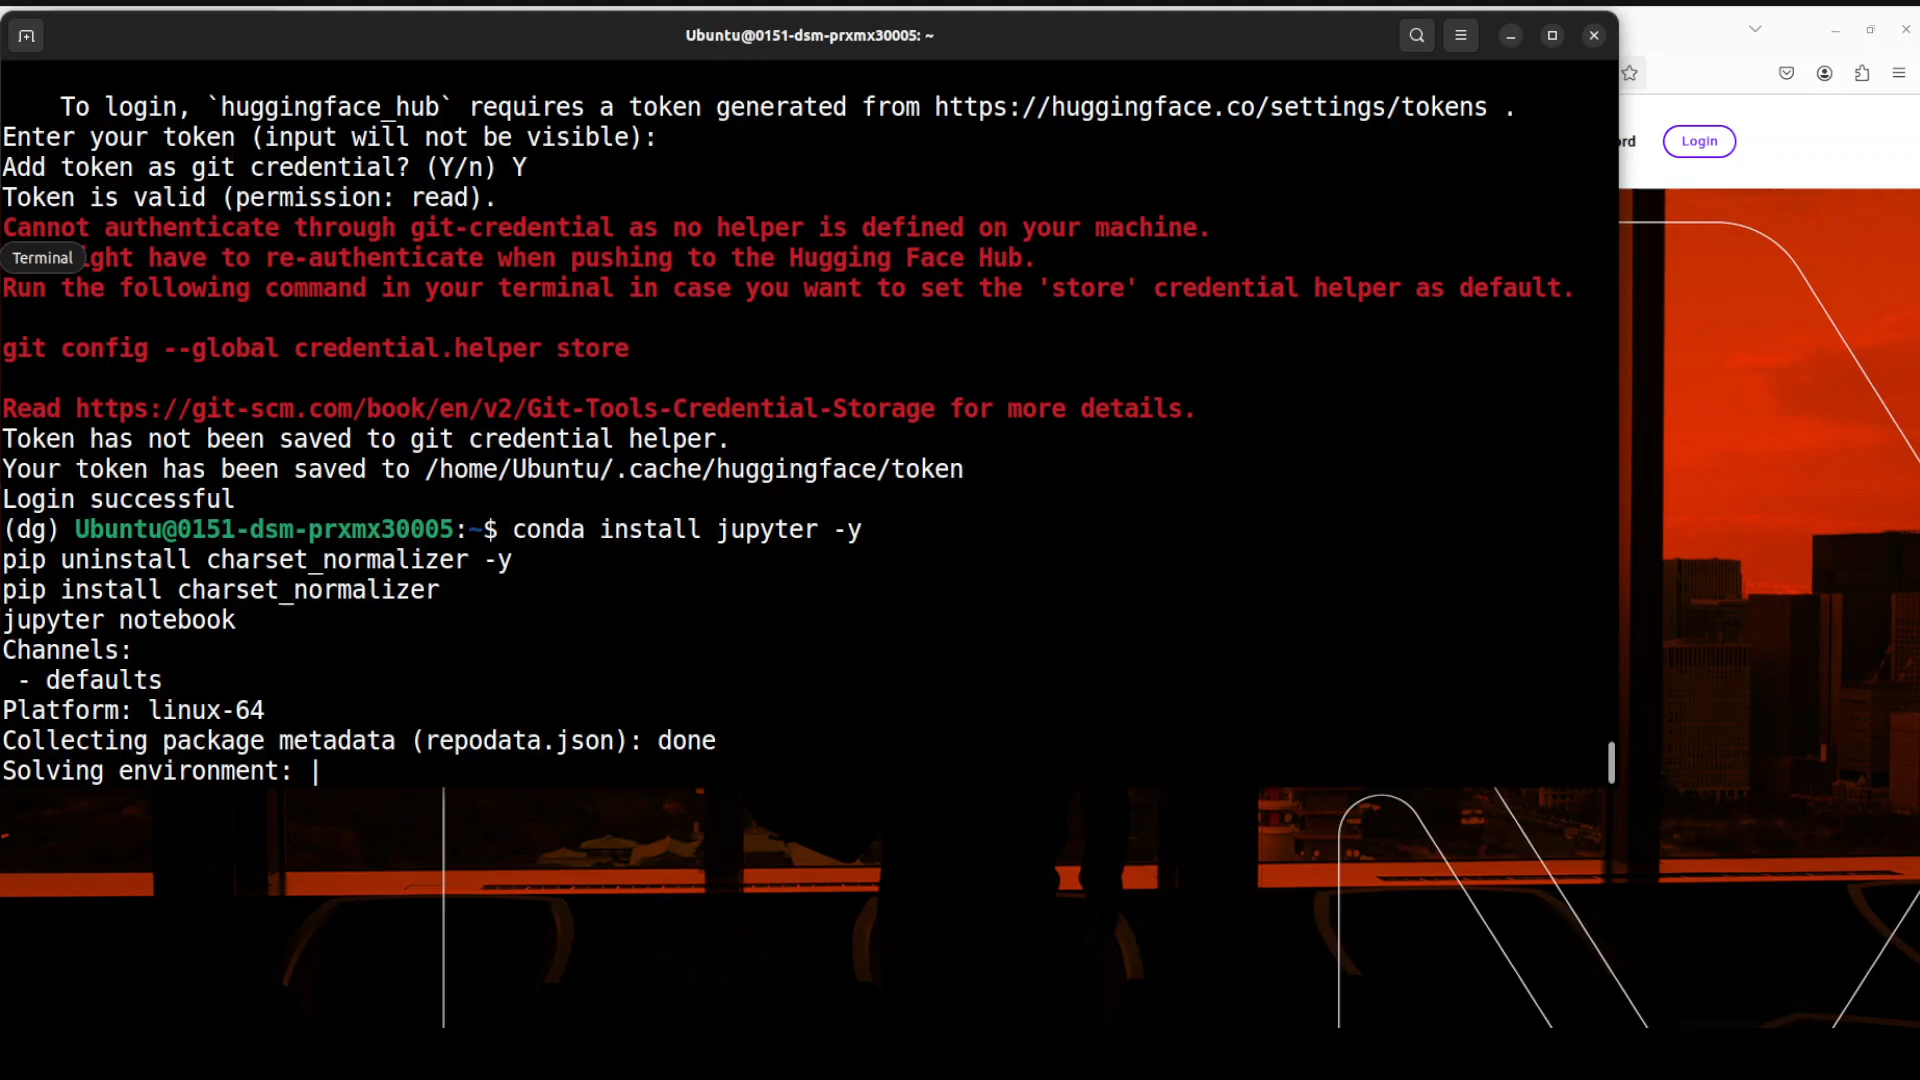 Ubuntu@0151-dsm-prxmx30005: ~
To login, `huggingface_hub` requires a token generated from https://huggingface.co/settings/tokens .
Enter your token (input will not be visible):
Add token as git credential? (Y/n) Y
Token is valid (permission: read).
Cannot authenticate through git-credential as no helper is defined on your machine.
ight have to re-authenticate when pushing to the Hugging Face Hub.
Terminal
Run the following command in your terminal in case you want to set the 'store' credential helper as default.
git config --global credential.helper store
Read https://git-scm.com/book/en/v2/Git-Tools-Credential-Storage for more details.
Token has not been saved to git credential helper.
Your token has been saved to /home/Ubuntu/.cache/huggingface/token
Login successful
(dg) Ubuntu@0151-dsm-prxmx30005:~$ conda install jupyter -y
pip uninstall charset_normalizer -y
pip install charset_normalizer
jupyter notebook
Channels:
- defaults
Platform: linux-64
Collecting package metadata (repodata.json): done
Solving environment: |
Login